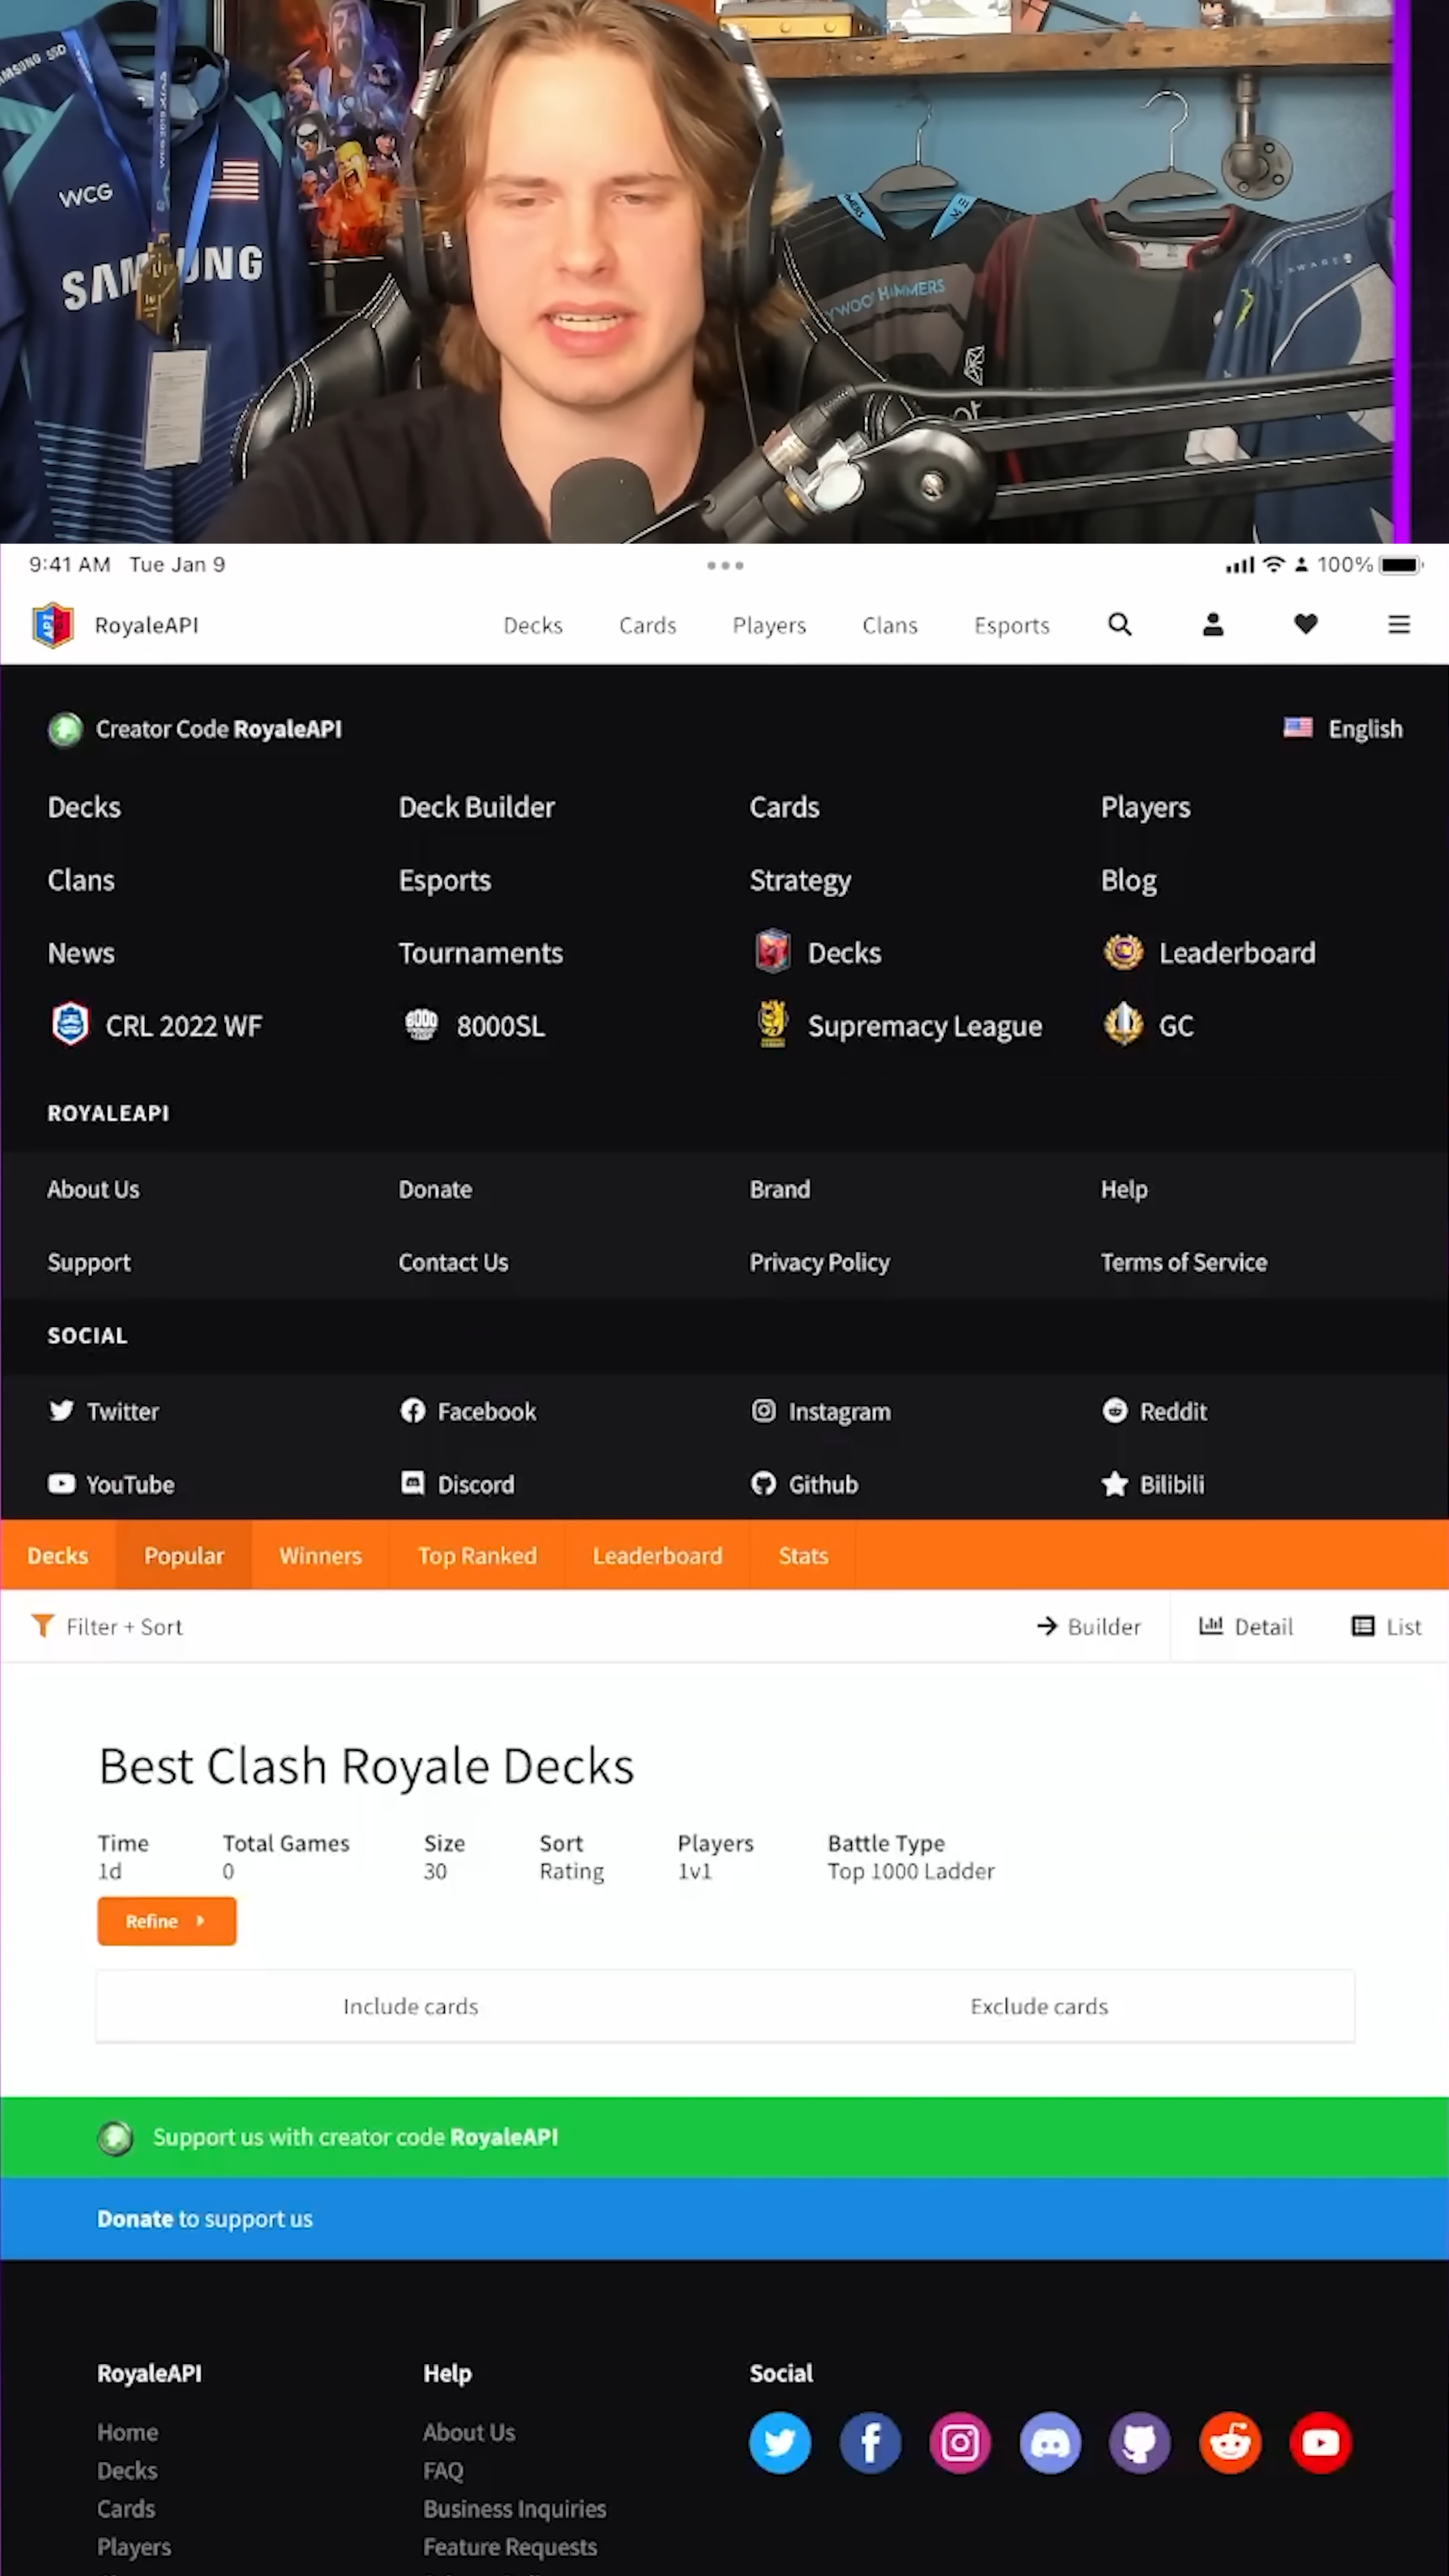 SAMSUNG SSD
WCG
SAMSUNG
9:41 AM Tue Jan 9
100%
RoyaleAPI Decks Cards Players Clans Esports
Creator Code RoyaleAPI English
Decks Deck Builder Cards Players
Clans Esports Strategy Blog
News Tournaments Decks Leaderboard
CRL 2022 WF 8000SL Supremacy League GC
ROYALEAPI
About Us Donate Brand Help
Support Contact Us Privacy Policy Terms of Service
SOCIAL
Twitter Facebook Instagram Reddit
YouTube Discord Github Bilibili
Decks Popular Winners Top Ranked Leaderboard Stats
Filter + Sort Builder Detail List
Best Clash Royale Decks
Time Total Games Size Sort Players Battle Type
1d 0 30 Rating 1v1 Top 1000 Ladder
Refine
Include cards Exclude cards
Support us with creator code RoyaleAPI
Donate to support us
RoyaleAPI Help Social
Home About Us
Decks FAQ
Cards Business Inquiries
Players Feature Requests